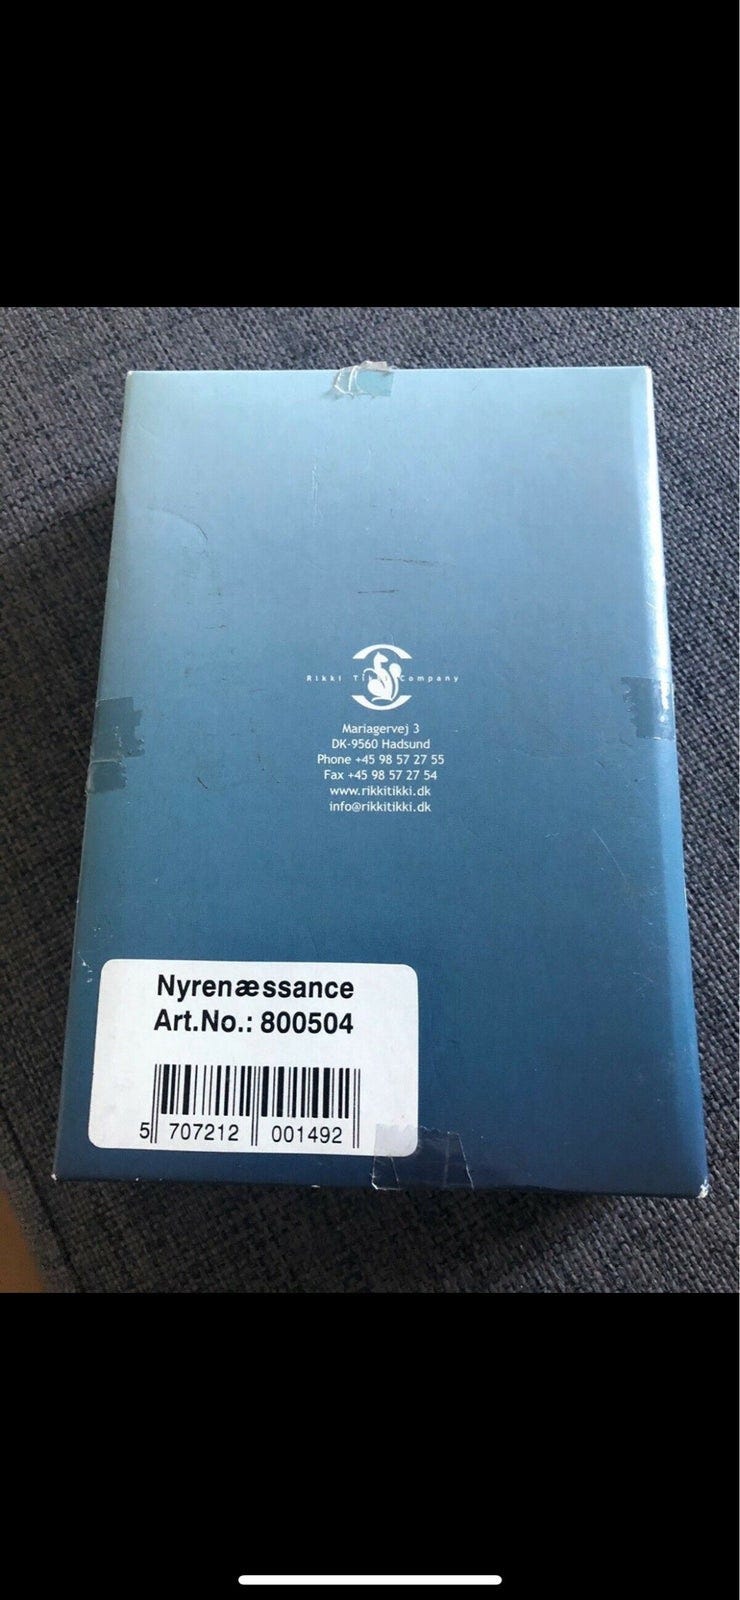 Rikki Tikki Company
Mariagervej 3
DK-9560 Hadsund
Phone +45 98 57 27 55
Fax +45 98 57 27 54
www.rikkitikki.dk
info@rikkitikki.dk
Nyrenæssance
Art.No.: 800504
5 707212 001492